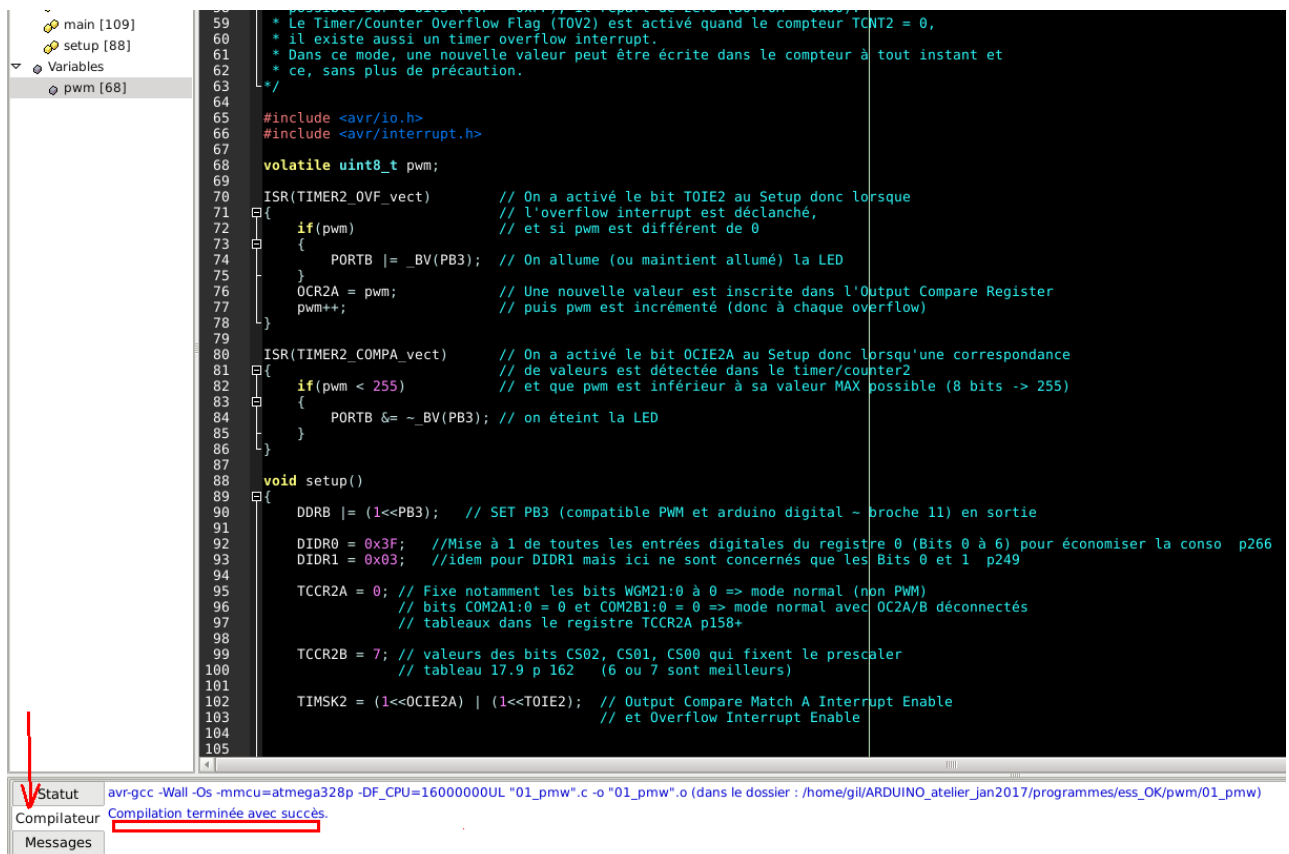 main [109]
setup [88]
Variables
pwm [68]
59 * Le Timer/Counter Overflow Flag (TOV2) est activé quand le compteur TCNT2 = 0,
60 * il existe aussi un timer overflow interrupt.
61 * Dans ce mode, une nouvelle valeur peut être écrite dans le compteur à tout instant et
62 * ce, sans plus de précaution.
63 */
64
65 #include <avr/io.h>
66 #include <avr/interrupt.h>
67
68 volatile uint8_t pwm;
69
70 ISR(TIMER2_OVF_vect) // On a activé le bit TOIE2 au Setup donc lorsque
71 { // l'overflow interrupt est déclanché,
72 if(pwm) // et si pwm est différent de 0
73 {
74 PORTB |= _BV(PB3); // On allume (ou maintient allumé) la LED
75 }
76 OCR2A = pwm; // Une nouvelle valeur est inscrite dans l'Output Compare Register
77 pwm++; // puis pwm est incrémenté (donc à chaque overflow)
78 }
79
80 ISR(TIMER2_COMPA_vect) // On a activé le bit OCIE2A au Setup donc lorsqu'une correspondance
81 { // de valeurs est détectée dans le timer/counter2
82 if(pwm < 255) // et que pwm est inférieur à sa valeur MAX possible (8 bits -> 255)
83 {
84 PORTB &= ~_BV(PB3); // on éteint la LED
85 }
86 }
87
88 void setup()
89 {
90 DDRB |= (1<<PB3); // SET PB3 (compatible PWM et arduino digital ~ broche 11) en sortie
91
92 DIDR0 = 0x3F; //Mise à 1 de toutes les entrées digitales du registre 0 (Bits 0 à 6) pour économiser la conso p266
93 DIDR1 = 0x03; //idem pour DIDR1 mais ici ne sont concernés que les Bits 0 et 1 p249
94
95 TCCR2A = 0; // Fixe notamment les bits WGM21:0 à 0 => mode normal (non PWM)
96 // bits COM2A1:0 = 0 et COM2B1:0 = 0 => mode normal avec OC2A/B déconnectés
97 // tableaux dans le registre TCCR2A p158+
98
99 TCCR2B = 7; // valeurs des bits CS02, CS01, CS00 qui fixent le prescaler
100 // tableau 17.9 p 162 (6 ou 7 sont meilleurs)
101
102 TIMSK2 = (1<<OCIE2A) | (1<<TOIE2); // Output Compare Match A Interrupt Enable
103 // et Overflow Interrupt Enable
104
105
Statut
avr-gcc -Wall -Os -mmcu=atmega328p -DF_CPU=16000000UL "01_pmw".c -o "01_pmw".o (dans le dossier : /home/gil/ARDUINO_atelier_jan2017/programmes/ess_OK/pwm/01_pmw)
Compilateur
Compilation terminée avec succès.
Messages